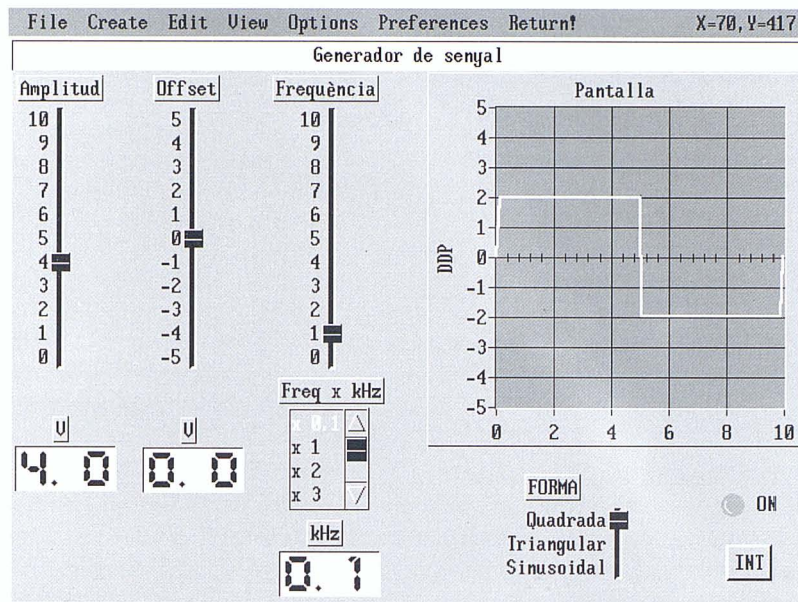 File Create Edit View Options Preferences Return! X=70,Y=417
Generador de senyal
Amplitud
10
9
8
7
6
5
4
3
2
1
0
V
4.0
Offset
5
4
3
2
1
0
-1
-2
-3
-4
-5
V
0.0
Freqüència
10
9
8
7
6
5
4
3
2
1
0
Freq x kHz
x 0,1
x 1
x 2
x 3
kHz
0.1
Pantalla
DDP
5
4
3
2
1
0
-1
-2
-3
-4
-5
0 2 4 6 8 10
FORMA
Quadrada
Triangular
Sinusoidal
ON
INT